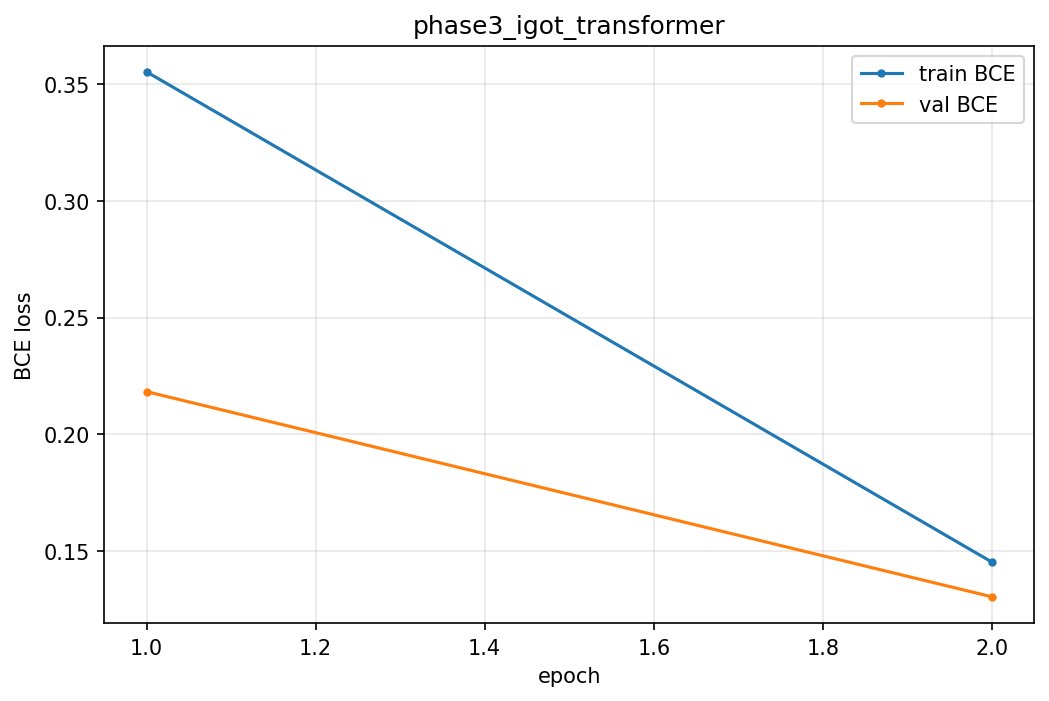 phase3_igot_transformer
train BCE
val BCE
BCE loss
0.35
0.30
0.25
0.20
0.15
1.0 1.2 1.4 1.6 1.8 2.0
epoch